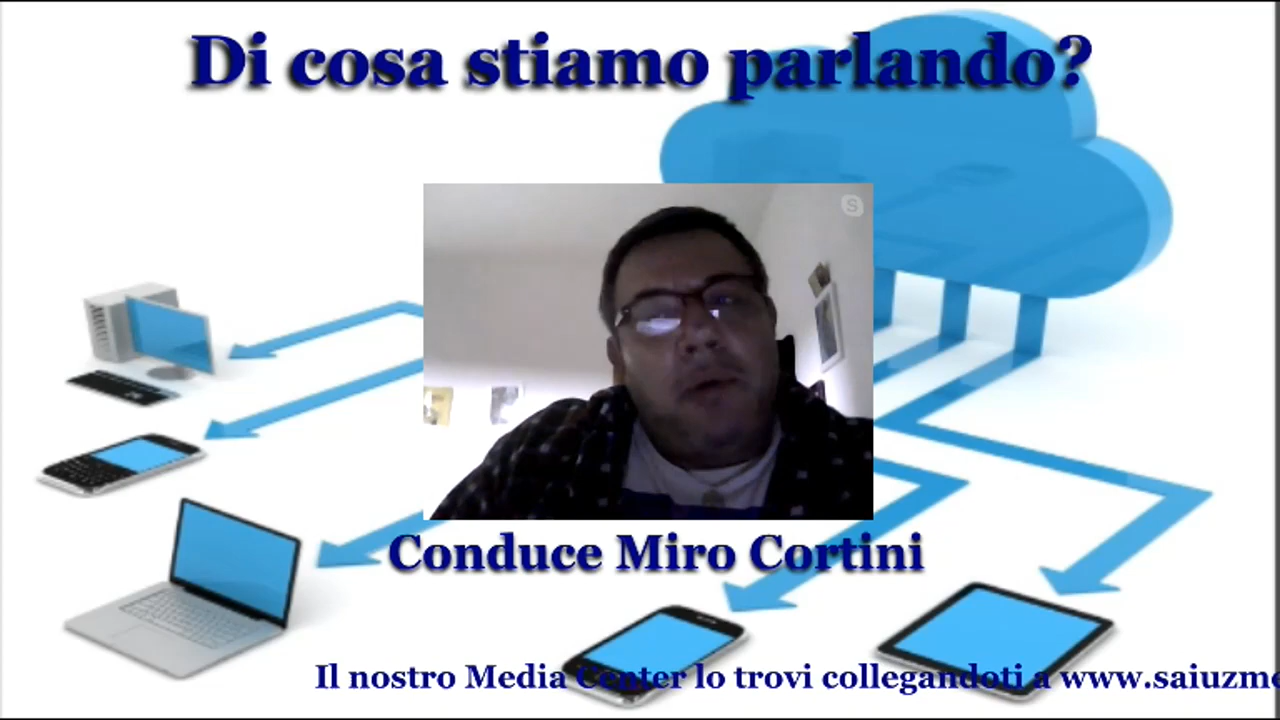 Di cosa stiamo parlando?
Conduce Miro Cortini
Il nostro Media Center lo trovi collegandoti a www.saiuzme